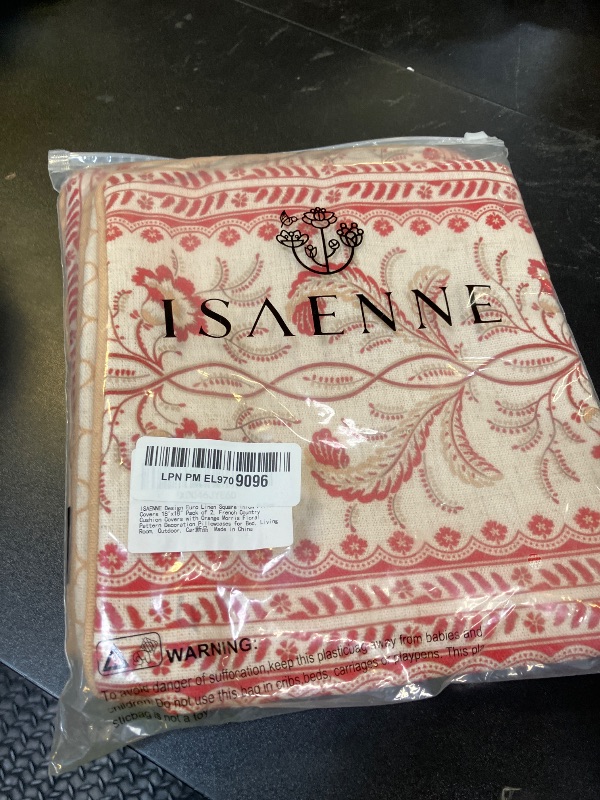 ISAENNE
LPN PM EL970 9096
ISAENNE Design Euro Linen Square
Covers 18"x18" Pack of 2, French Country
Cushion Covers with Orange Morris Floral
Pattern Decoration Pillowcases for Bed, Living
Room, Outdoor, Car Made in China
WARNING:
To avoid danger of suffocation keep this plasticbag away from babies and
children. Do not use this bag in cribs beds, carriages or playpens. This
sticbag is not a toy